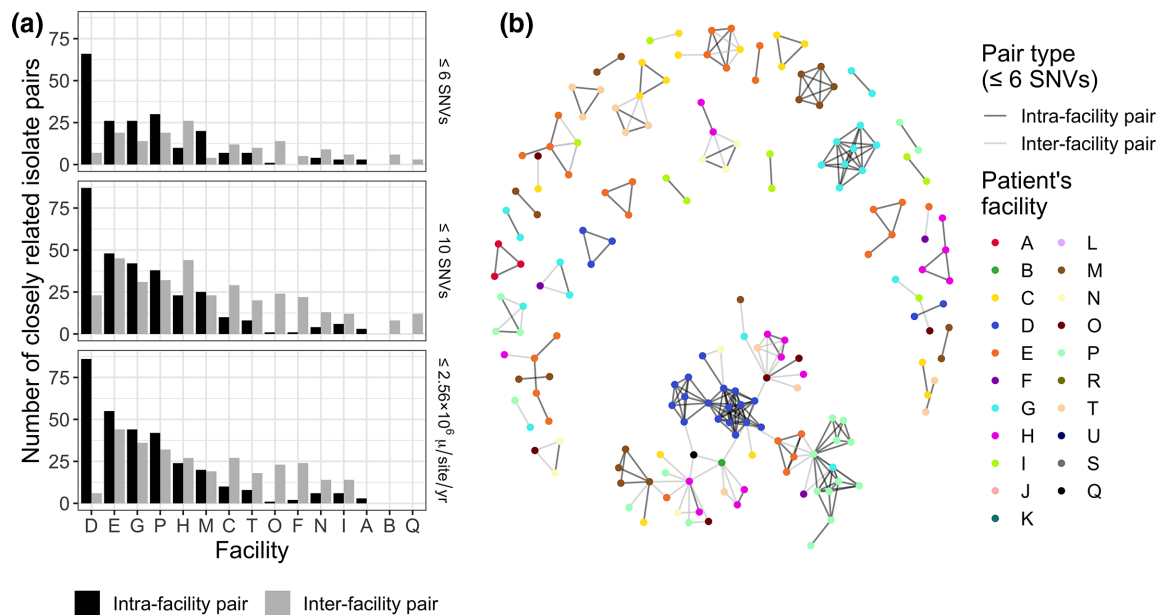 (a)
Number of closely related isolate pairs
75
50
25
0
≤ 6 SNVs
75
50
25
0
≤ 10 SNVs
75
50
25
0
≤ 2.56×10⁶ µ/site/yr
D E G P H M C T O F N I A B Q
Facility
Intra-facility pair Inter-facility pair
(b)
Pair type
(≤ 6 SNVs)
Intra-facility pair
Inter-facility pair
Patient's
facility
A L
B M
C N
D O
E P
F R
G T
H U
I S
J Q
K